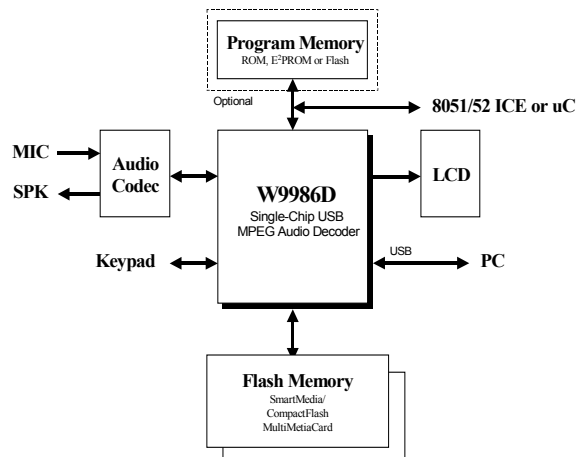 Program Memory
ROM, E²PROM or Flash
Optional
8051/52 ICE or uC
MIC
SPK
Audio
Codec
W9986D
Single-Chip USB
MPEG Audio Decoder
LCD
Keypad
USB
PC
Flash Memory
SmartMedia/
CompactFlash
MultiMetiaCard